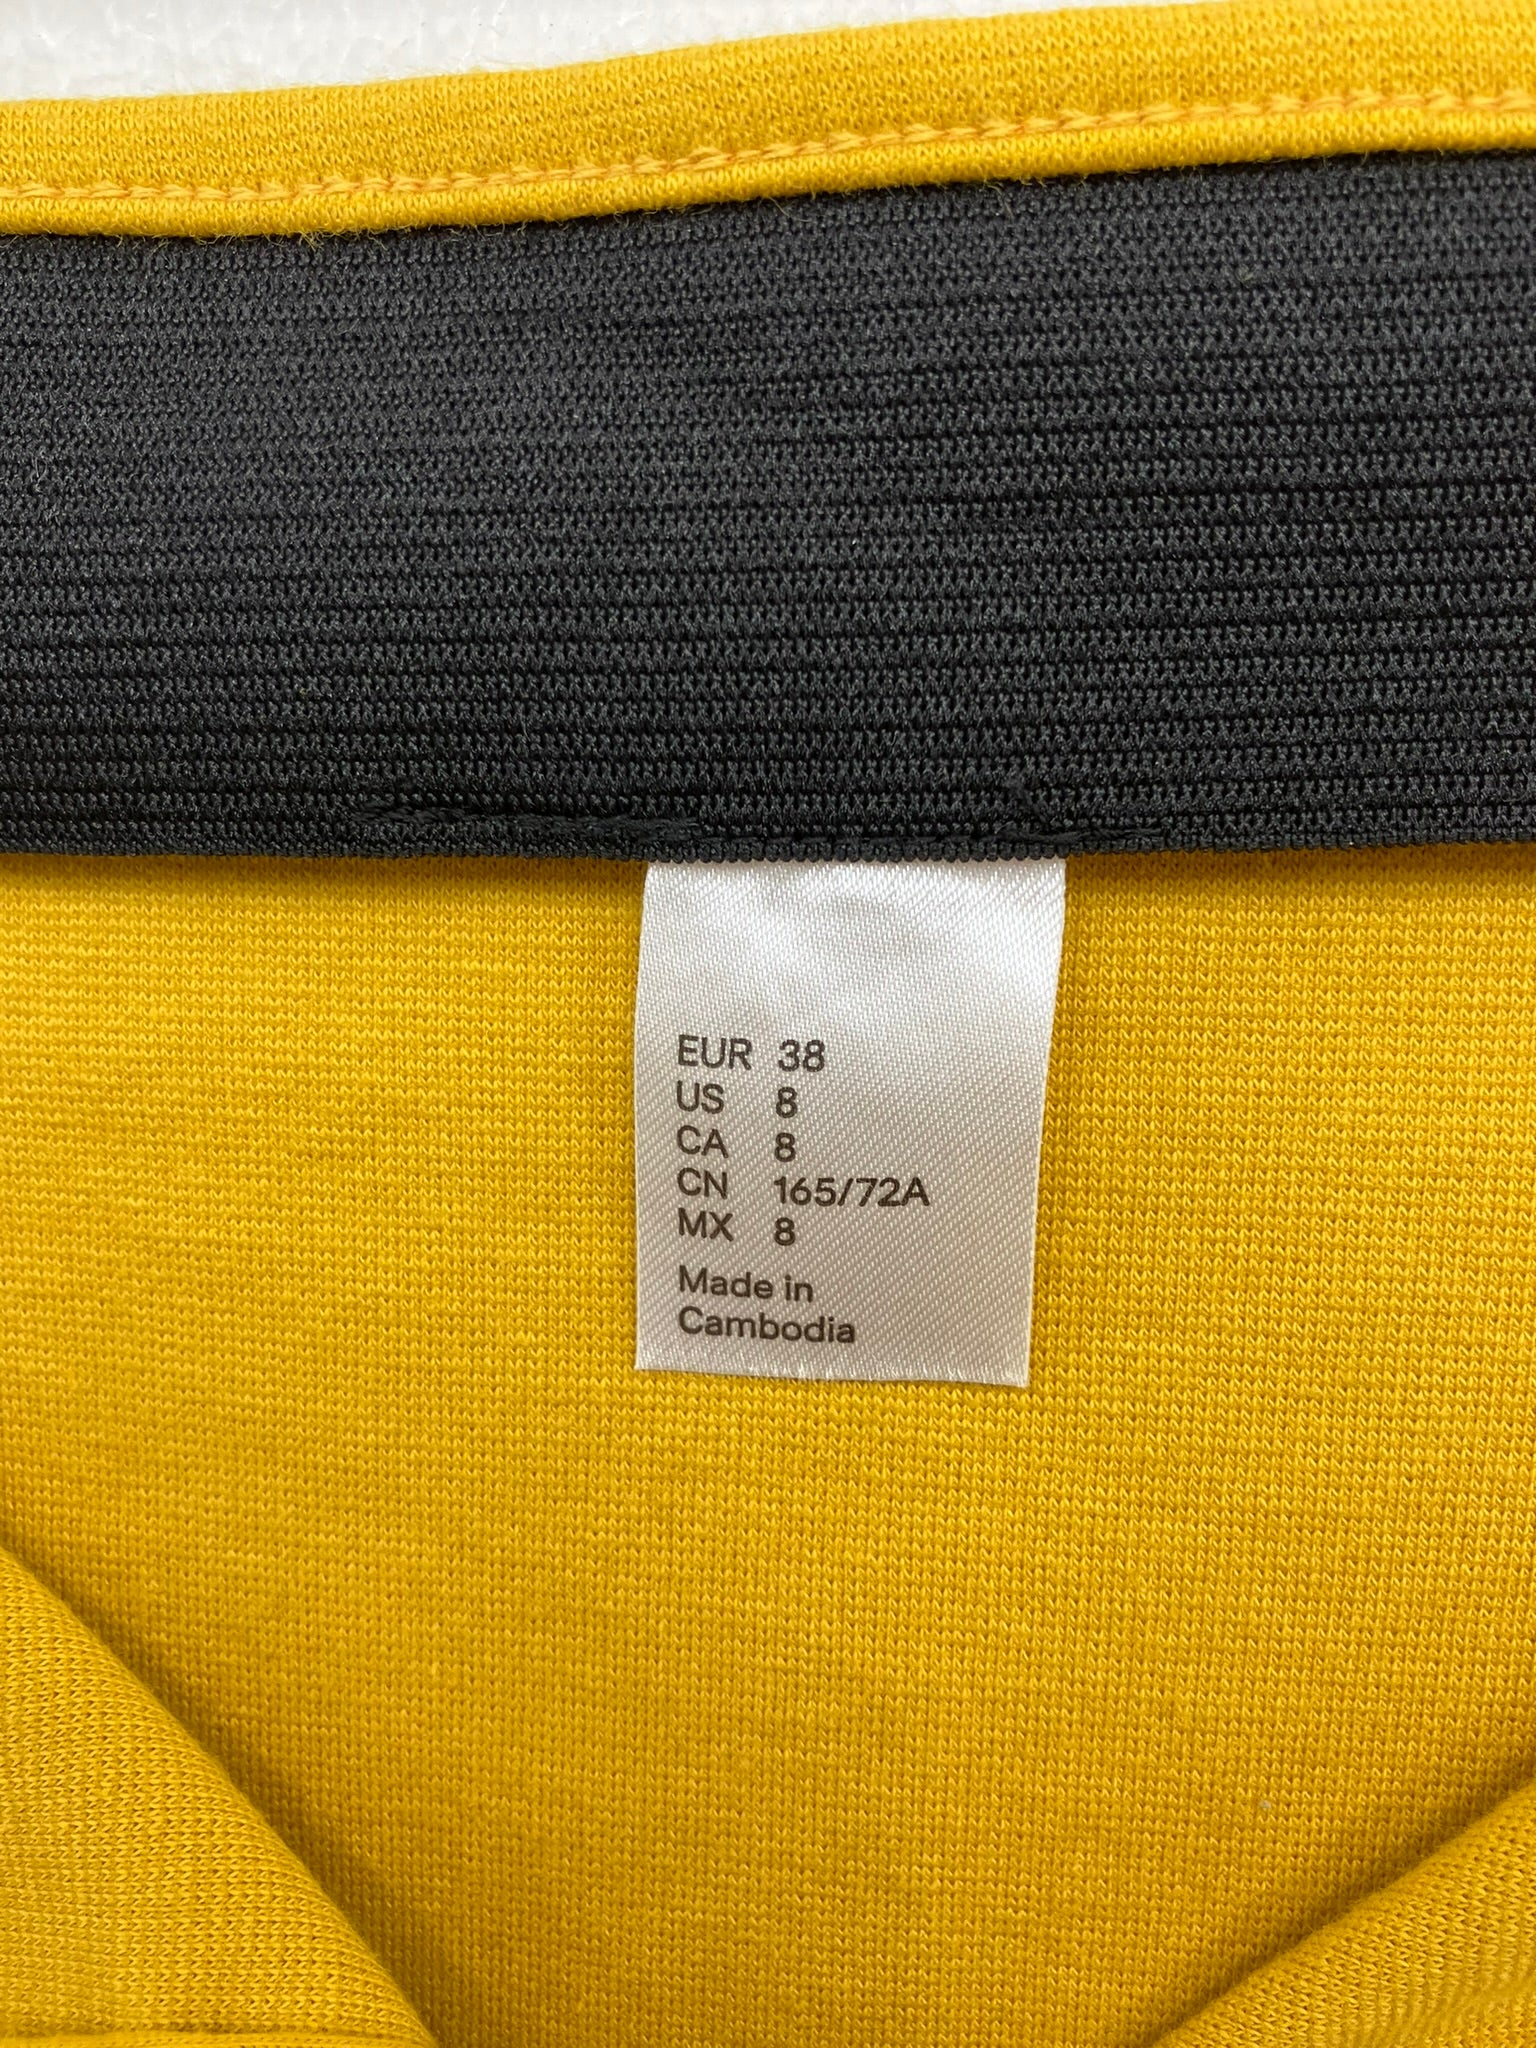 EUR 38
US 8
CA 8
CN 165/72A
MX 8
Made in
Cambodia